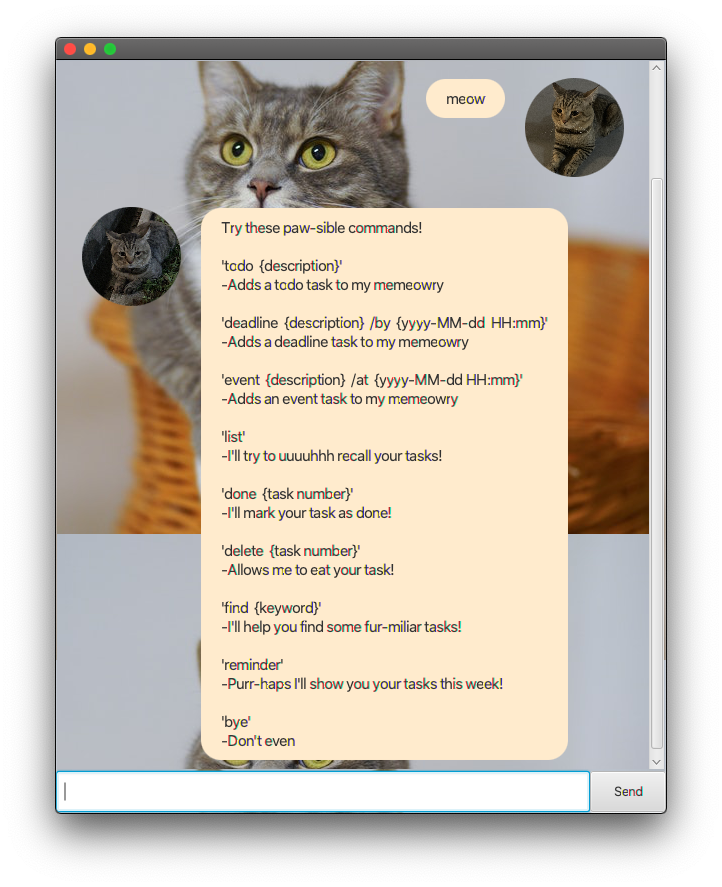 meow
Try these paw-sible commands!
'todo {description}'
-Adds a todo task to my memeowry
'deadline {description} /by {yyyy-MM-dd HH:mm}'
-Adds a deadline task to my memeowry
'event {description} /at {yyyy-MM-dd HH:mm}'
-Adds an event task to my memeowry
'list'
-I'll try to uuuuhhh recall your tasks!
'done {task number}'
-I'll mark your task as done!
'delete {task number}'
-Allows me to eat your task!
'find {keyword}'
-I'll help you find some fur-miliar tasks!
'reminder'
-Purr-haps I'll show you your tasks this week!
'bye'
-Don't even
Send